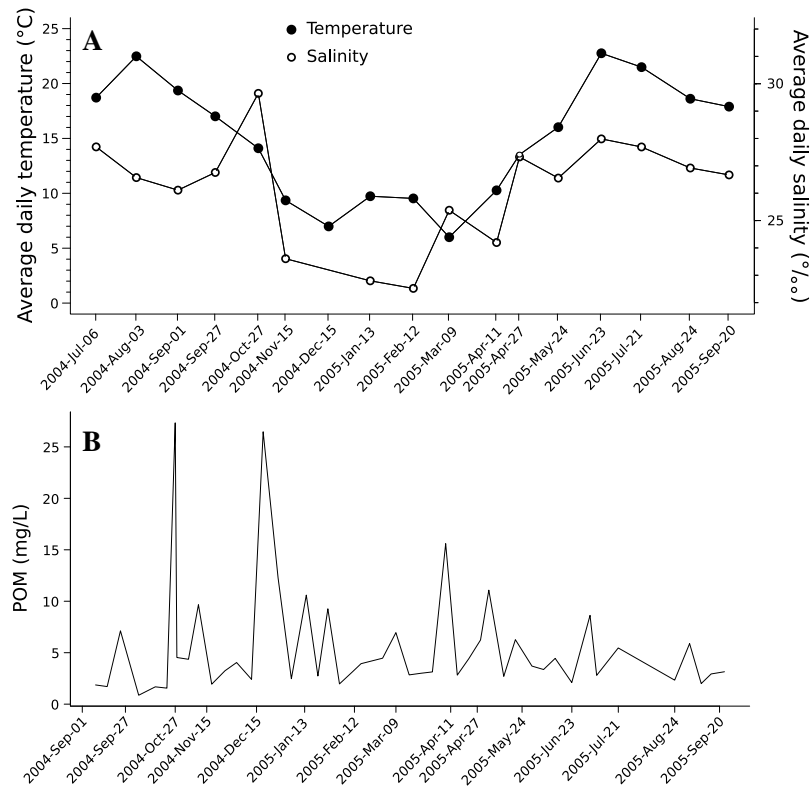 A
Temperature
Salinity
Average daily temperature (°C)
25
20
15
10
5
0
Average daily salinity (°/ₒₒ)
30
25
2004-Jul-06
2004-Aug-03
2004-Sep-01
2004-Sep-27
2004-Oct-27
2004-Nov-15
2004-Dec-15
2005-Jan-13
2005-Feb-12
2005-Mar-09
2005-Apr-11
2005-Apr-27
2005-May-24
2005-Jun-23
2005-Jul-21
2005-Aug-24
2005-Sep-20
B
POM (mg/L)
25
20
15
10
5
0
2004-Sep-01
2004-Sep-27
2004-Oct-27
2004-Nov-15
2004-Dec-15
2005-Jan-13
2005-Feb-12
2005-Mar-09
2005-Apr-11
2005-Apr-27
2005-May-24
2005-Jun-23
2005-Jul-21
2005-Aug-24
2005-Sep-20